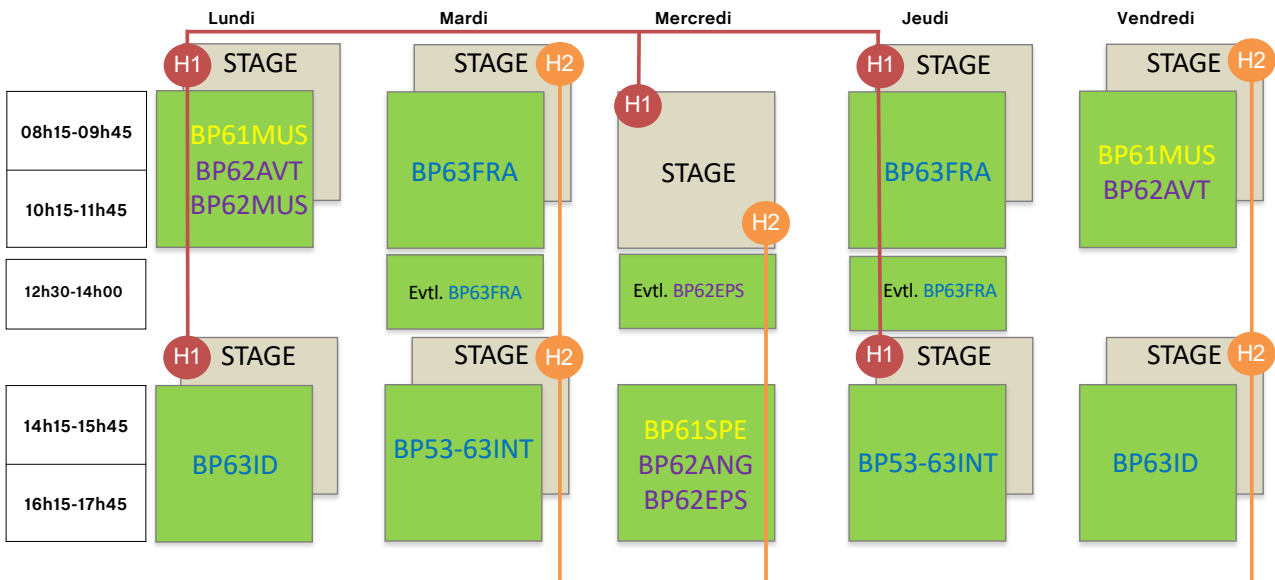 Lundi
Mardi
Mercredi
Jeudi
Vendredi
H1 STAGE
STAGE H2
H1 STAGE
STAGE H2
08h15-09h45
10h15-11h45
BP61MUS
BP62AVT
BP62MUS
BP63FRA
H1
STAGE
H2
BP63FRA
BP61MUS
BP62AVT
12h30-14h00
Evtl. BP63FRA
Evtl. BP62EPS
Evtl. BP63FRA
H1 STAGE
STAGE H2
H1 STAGE
STAGE H2
14h15-15h45
16h15-17h45
BP63ID
BP53-63INT
BP61SPE
BP62ANG
BP62EPS
BP53-63INT
BP63ID